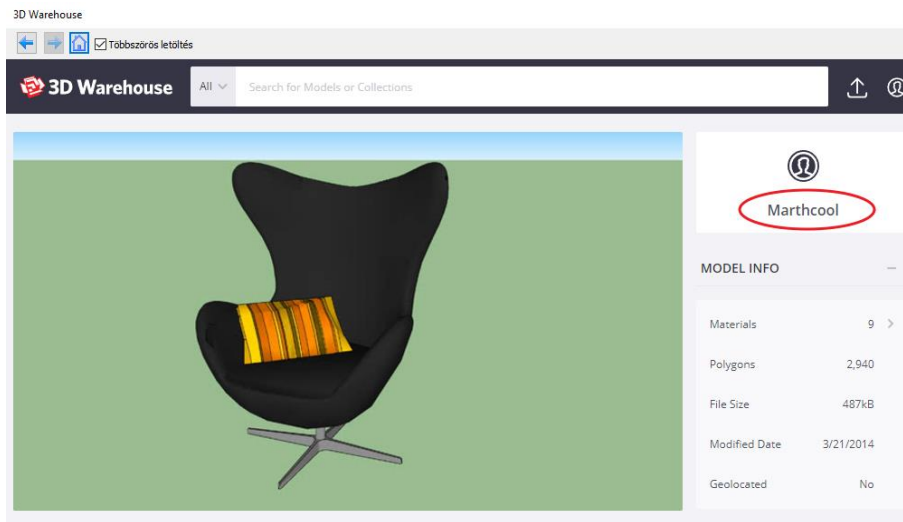 3D Warehouse
Többszörös letöltés
3D Warehouse All Search for Models or Collections
Marthcool
MODEL INFO
Materials 9
Polygons 2,940
File Size 487kB
Modified Date 3/21/2014
Geolocated No